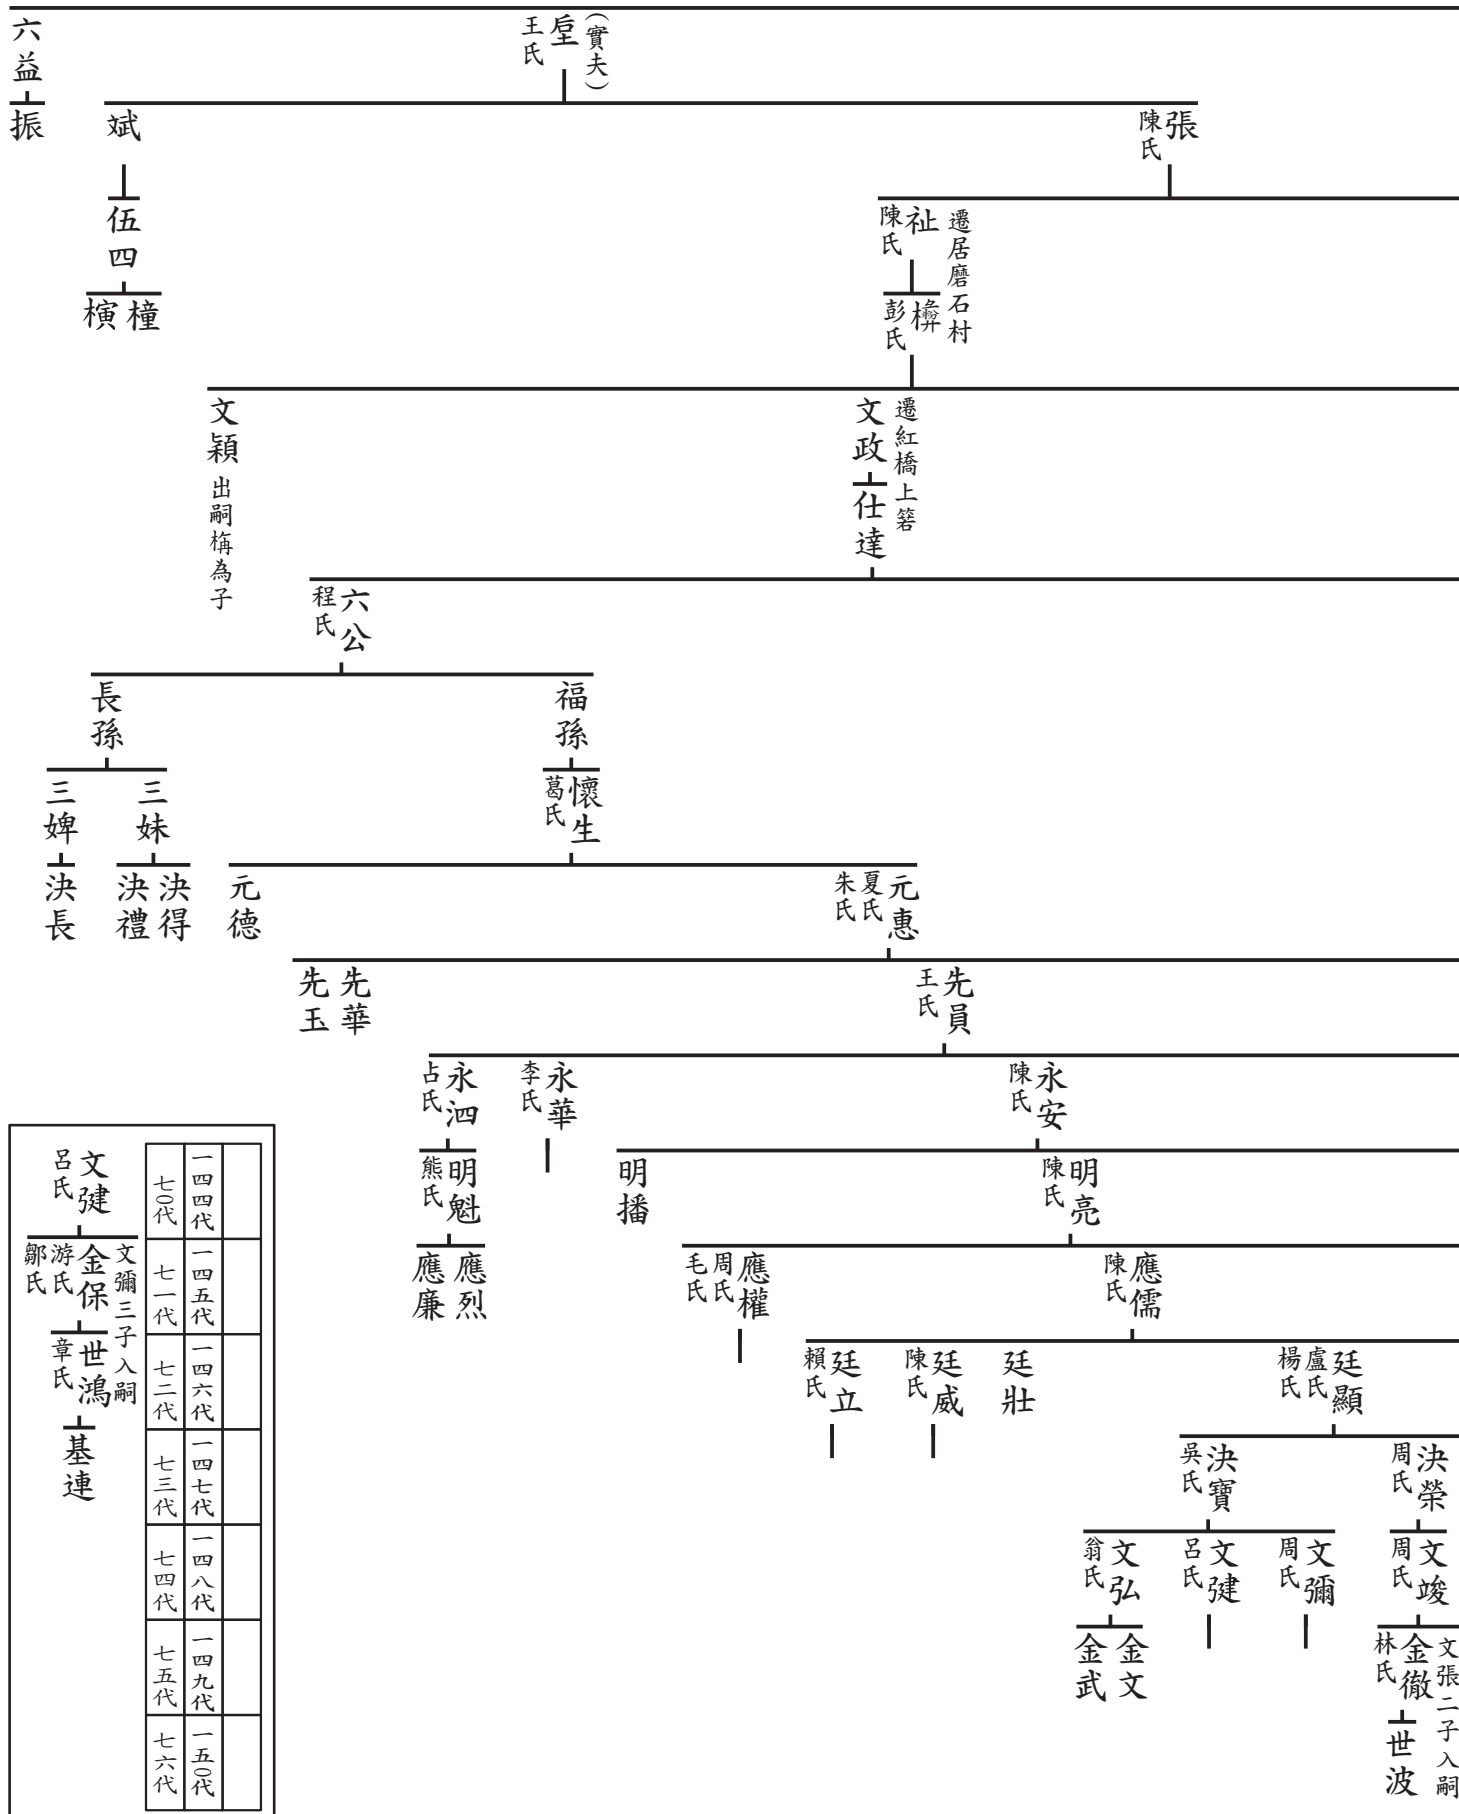 (實夫)
垕
王氏
六益
振
張
陳氏
斌
遷居磨石村
祉
陳氏
伍四
彭氏
橦
樌
遷紅橋上箬
文政
文穎
出嗣栴為子
仕達
六公
程氏
福孫
長孫
懷生
葛氏
三妹
三婢
元惠
夏氏
朱氏
元德
決得
決禮
決長
先員
王氏
先華
先玉
永安
陳氏
永華
李氏
永泗
占氏
明亮
陳氏
明播
明魁
熊氏
應儒
陳氏
應權
周氏
毛氏
應烈
應廉
廷顯
盧氏
楊氏
廷壯
廷威
陳氏
廷立
賴氏
決榮
周氏
決寶
吳氏
文竣
周氏
文彌
周氏
文弘
翁氏
文張二子入嗣
金徹
林氏
金文
金武
世波
一四四代
一四五代
一四六代
一四七代
一四八代
一四九代
一五〇代
七〇代
七一代
七二代
七三代
七四代
七五代
七六代
呂氏
呂氏
文彌三子入嗣
金保
游氏
鄒氏
世鴻
章氏
基連